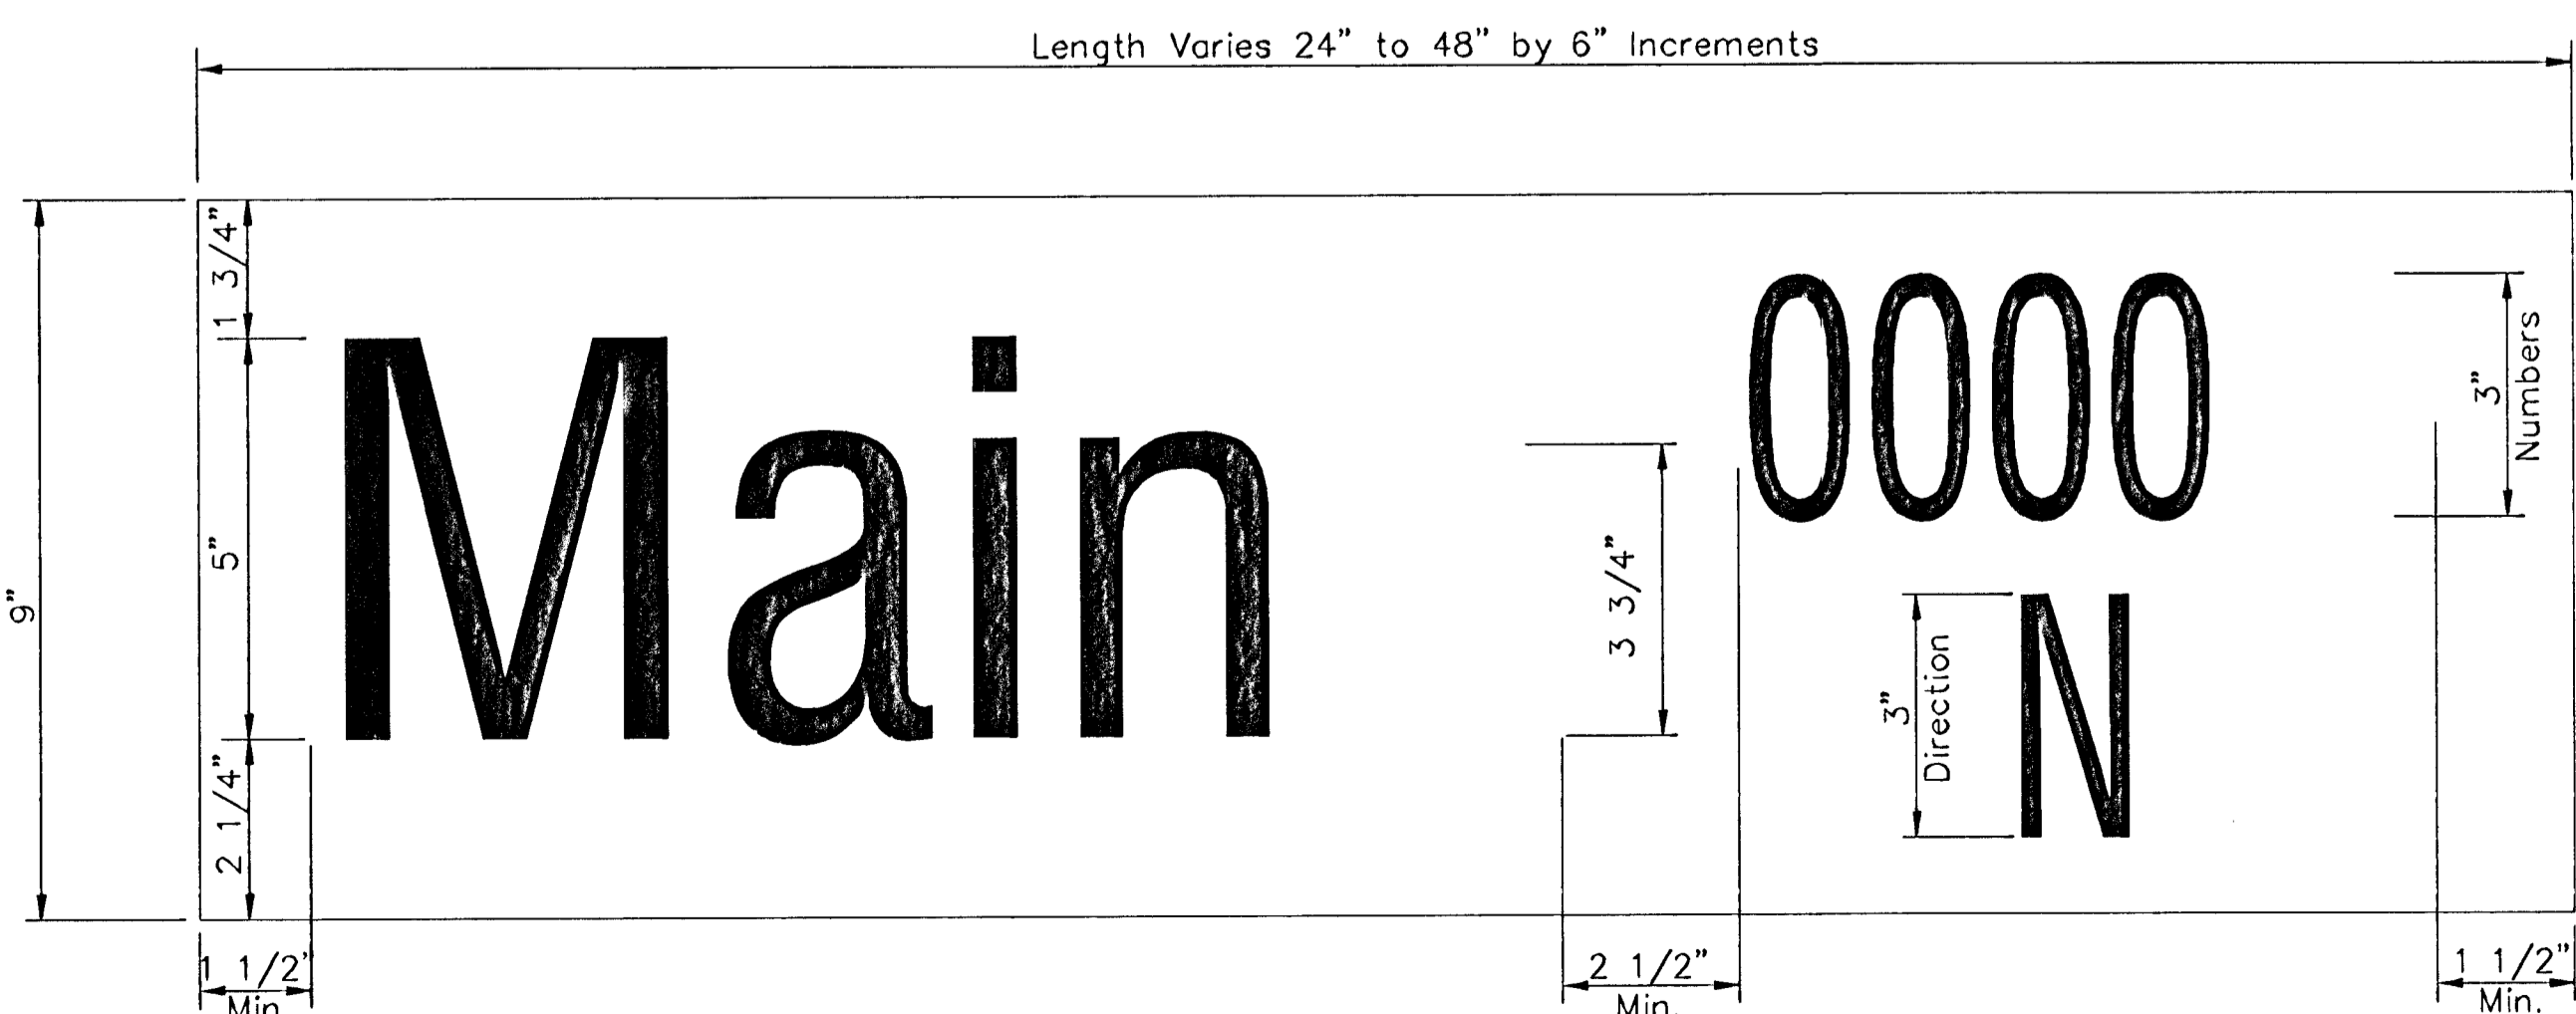 Length Varies 24” to 48” by 6” Increments
1 3/4”
5”
9”
2 1/4”
Main
0000
3”
Numbers
3 3/4”
N
3”
Direction
1 1/2’
Min.
2 1/2”
Min.
1 1/2”
Min.